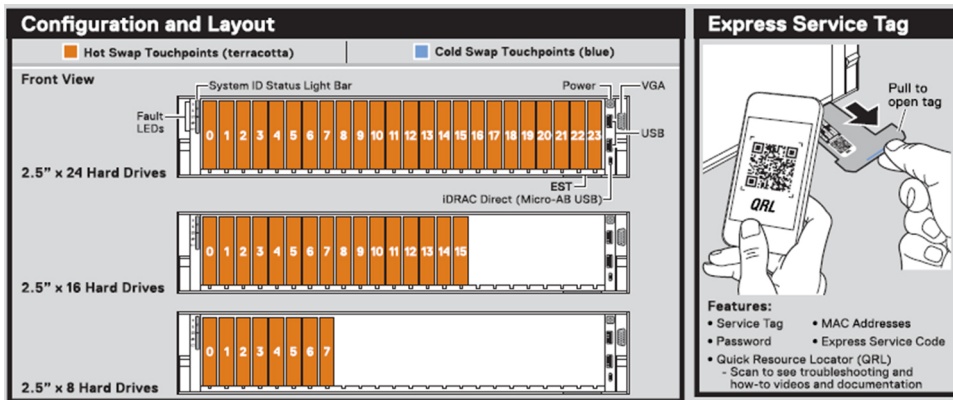 Configuration and Layout
Hot Swap Touchpoints (terracotta)
Cold Swap Touchpoints (blue)
Front View
System ID Status Light Bar
Power
VGA
Fault
LEDs
USB
0 1 2 3 4 5 6 7 8 9 10 11 12 13 14 15 16 17 18 19 20 21 22 23
2.5" x 24 Hard Drives
EST
iDRAC Direct (Micro-AB USB)
0 1 2 3 4 5 6 7 8 9 10 11 12 13 14 15
2.5" x 16 Hard Drives
0 1 2 3 4 5 6 7
2.5" x 8 Hard Drives
Express Service Tag
Pull to
open tag
QRL
Features:
• Service Tag
• MAC Addresses
• Password
• Express Service Code
• Quick Resource Locator (QRL)
- Scan to see troubleshooting and
how-to videos and documentation